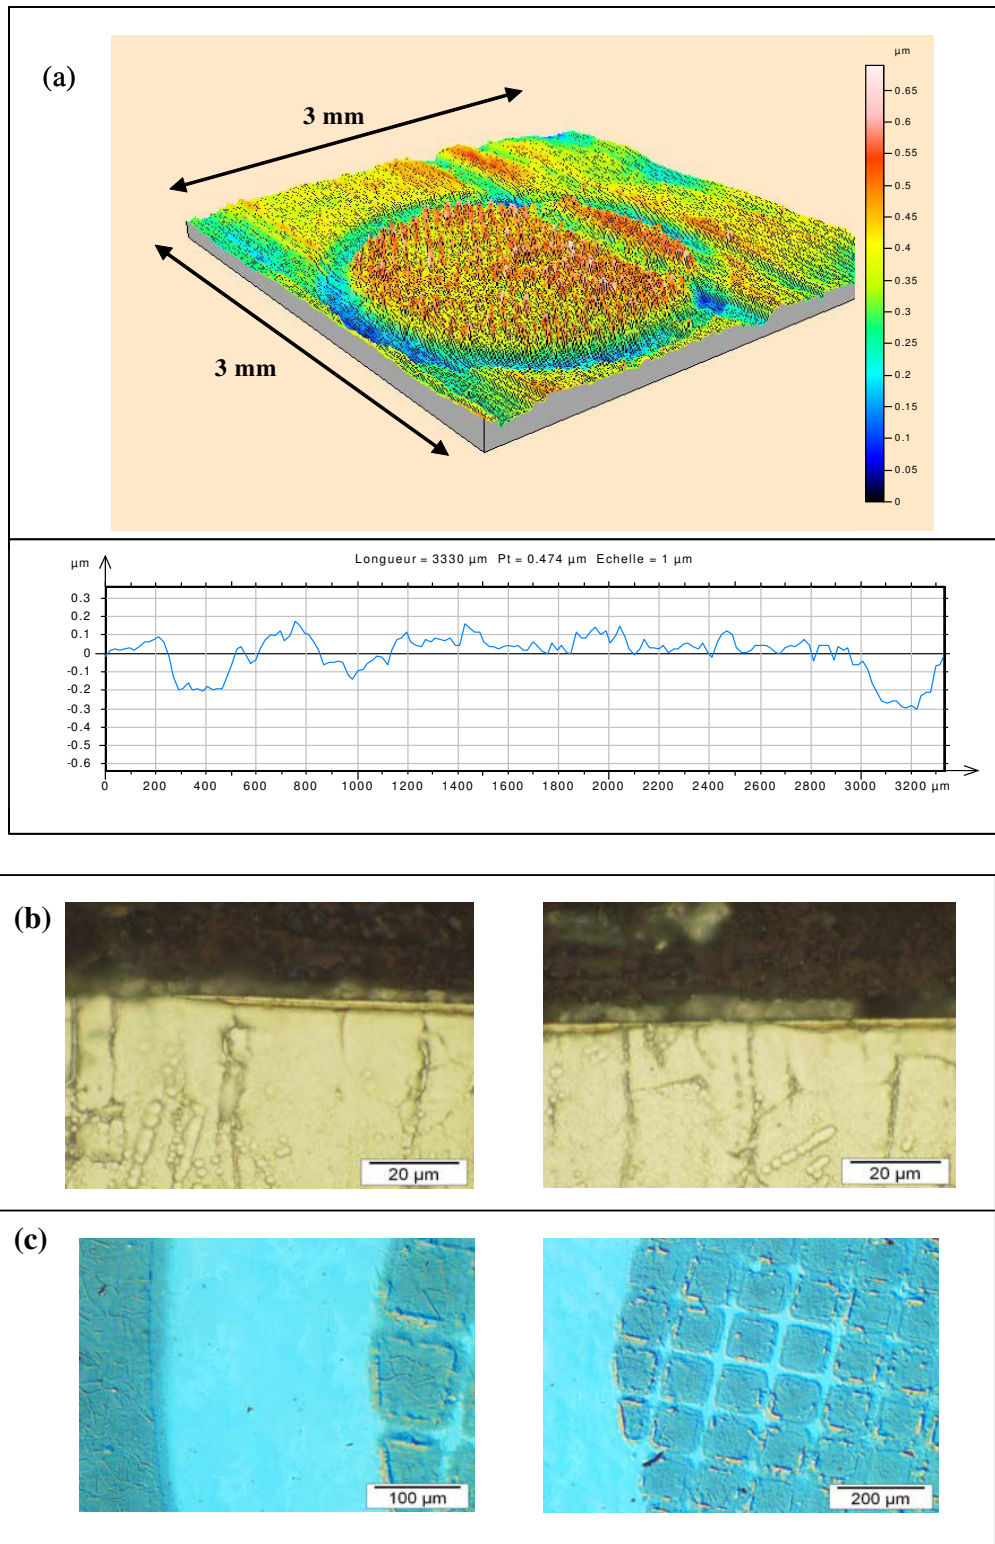 (a)
3 mm
3 mm
µm
0.65
0.6
0.55
0.5
0.45
0.4
0.35
0.3
0.25
0.2
0.15
0.1
0.05
0
µm
Longueur = 3330 µm Pt = 0.474 µm Echelle = 1 µm
0.3
0.2
0.1
0
-0.1
-0.2
-0.3
-0.4
-0.5
-0.6
0 200 400 600 800 1000 1200 1400 1600 1800 2000 2200 2400 2600 2800 3000 3200 µm
(b)
20 µm
20 µm
(c)
100 µm
200 µm